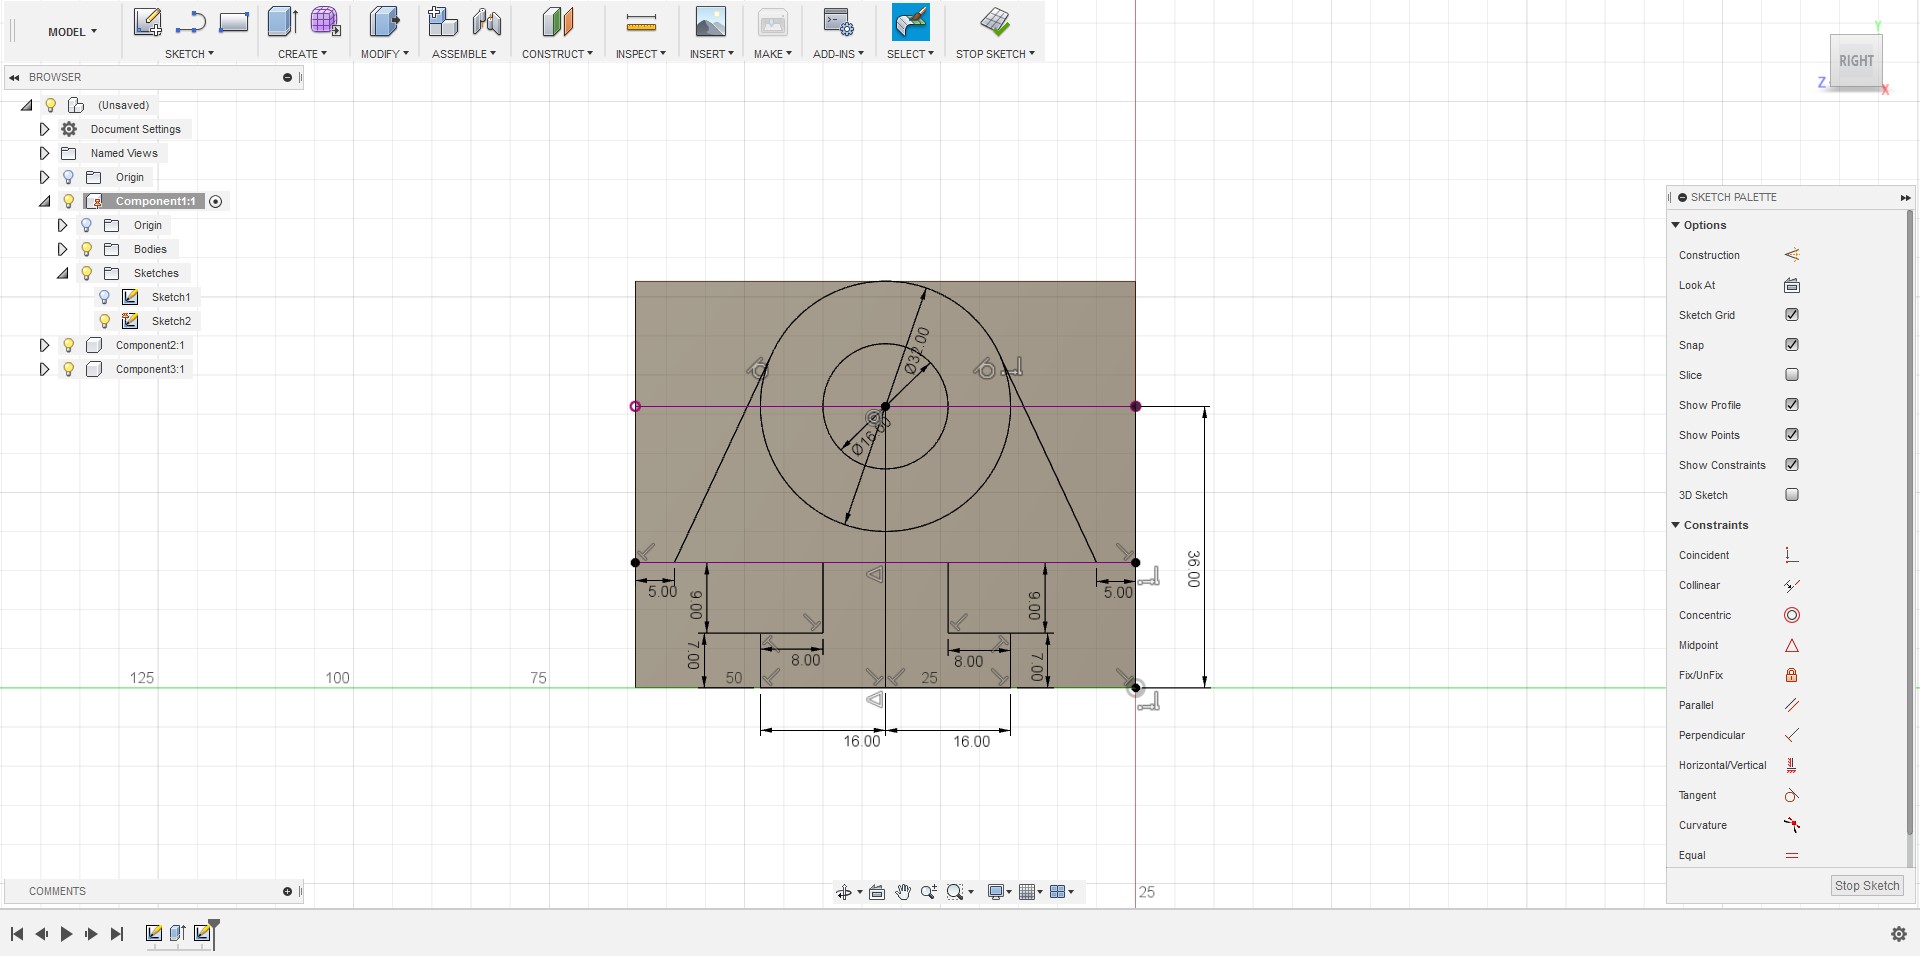 MODEL
SKETCH
CREATE
MODIFY
ASSEMBLE
CONSTRUCT
INSPECT
INSERT
MAKE
ADD-INS
SELECT
STOP SKETCH
Y
RIGHT
Z
X
BROWSER
(Unsaved)
Document Settings
Named Views
Origin
Component1:1
Origin
Bodies
Sketches
Sketch1
Sketch2
Component2:1
Component3:1
Ø32.00
Ø16.00
36.00
5.00
9.00
9.00
5.00
7.00
8.00
8.00
7.00
125
100
75
50
25
16.00
16.00
25
SKETCH PALETTE
Options
Construction
Look At
Sketch Grid
Snap
Slice
Show Profile
Show Points
Show Constraints
3D Sketch
Constraints
Coincident
Collinear
Concentric
Midpoint
Fix/UnFix
Parallel
Perpendicular
Horizontal/Vertical
Tangent
Curvature
Equal
Stop Sketch
COMMENTS